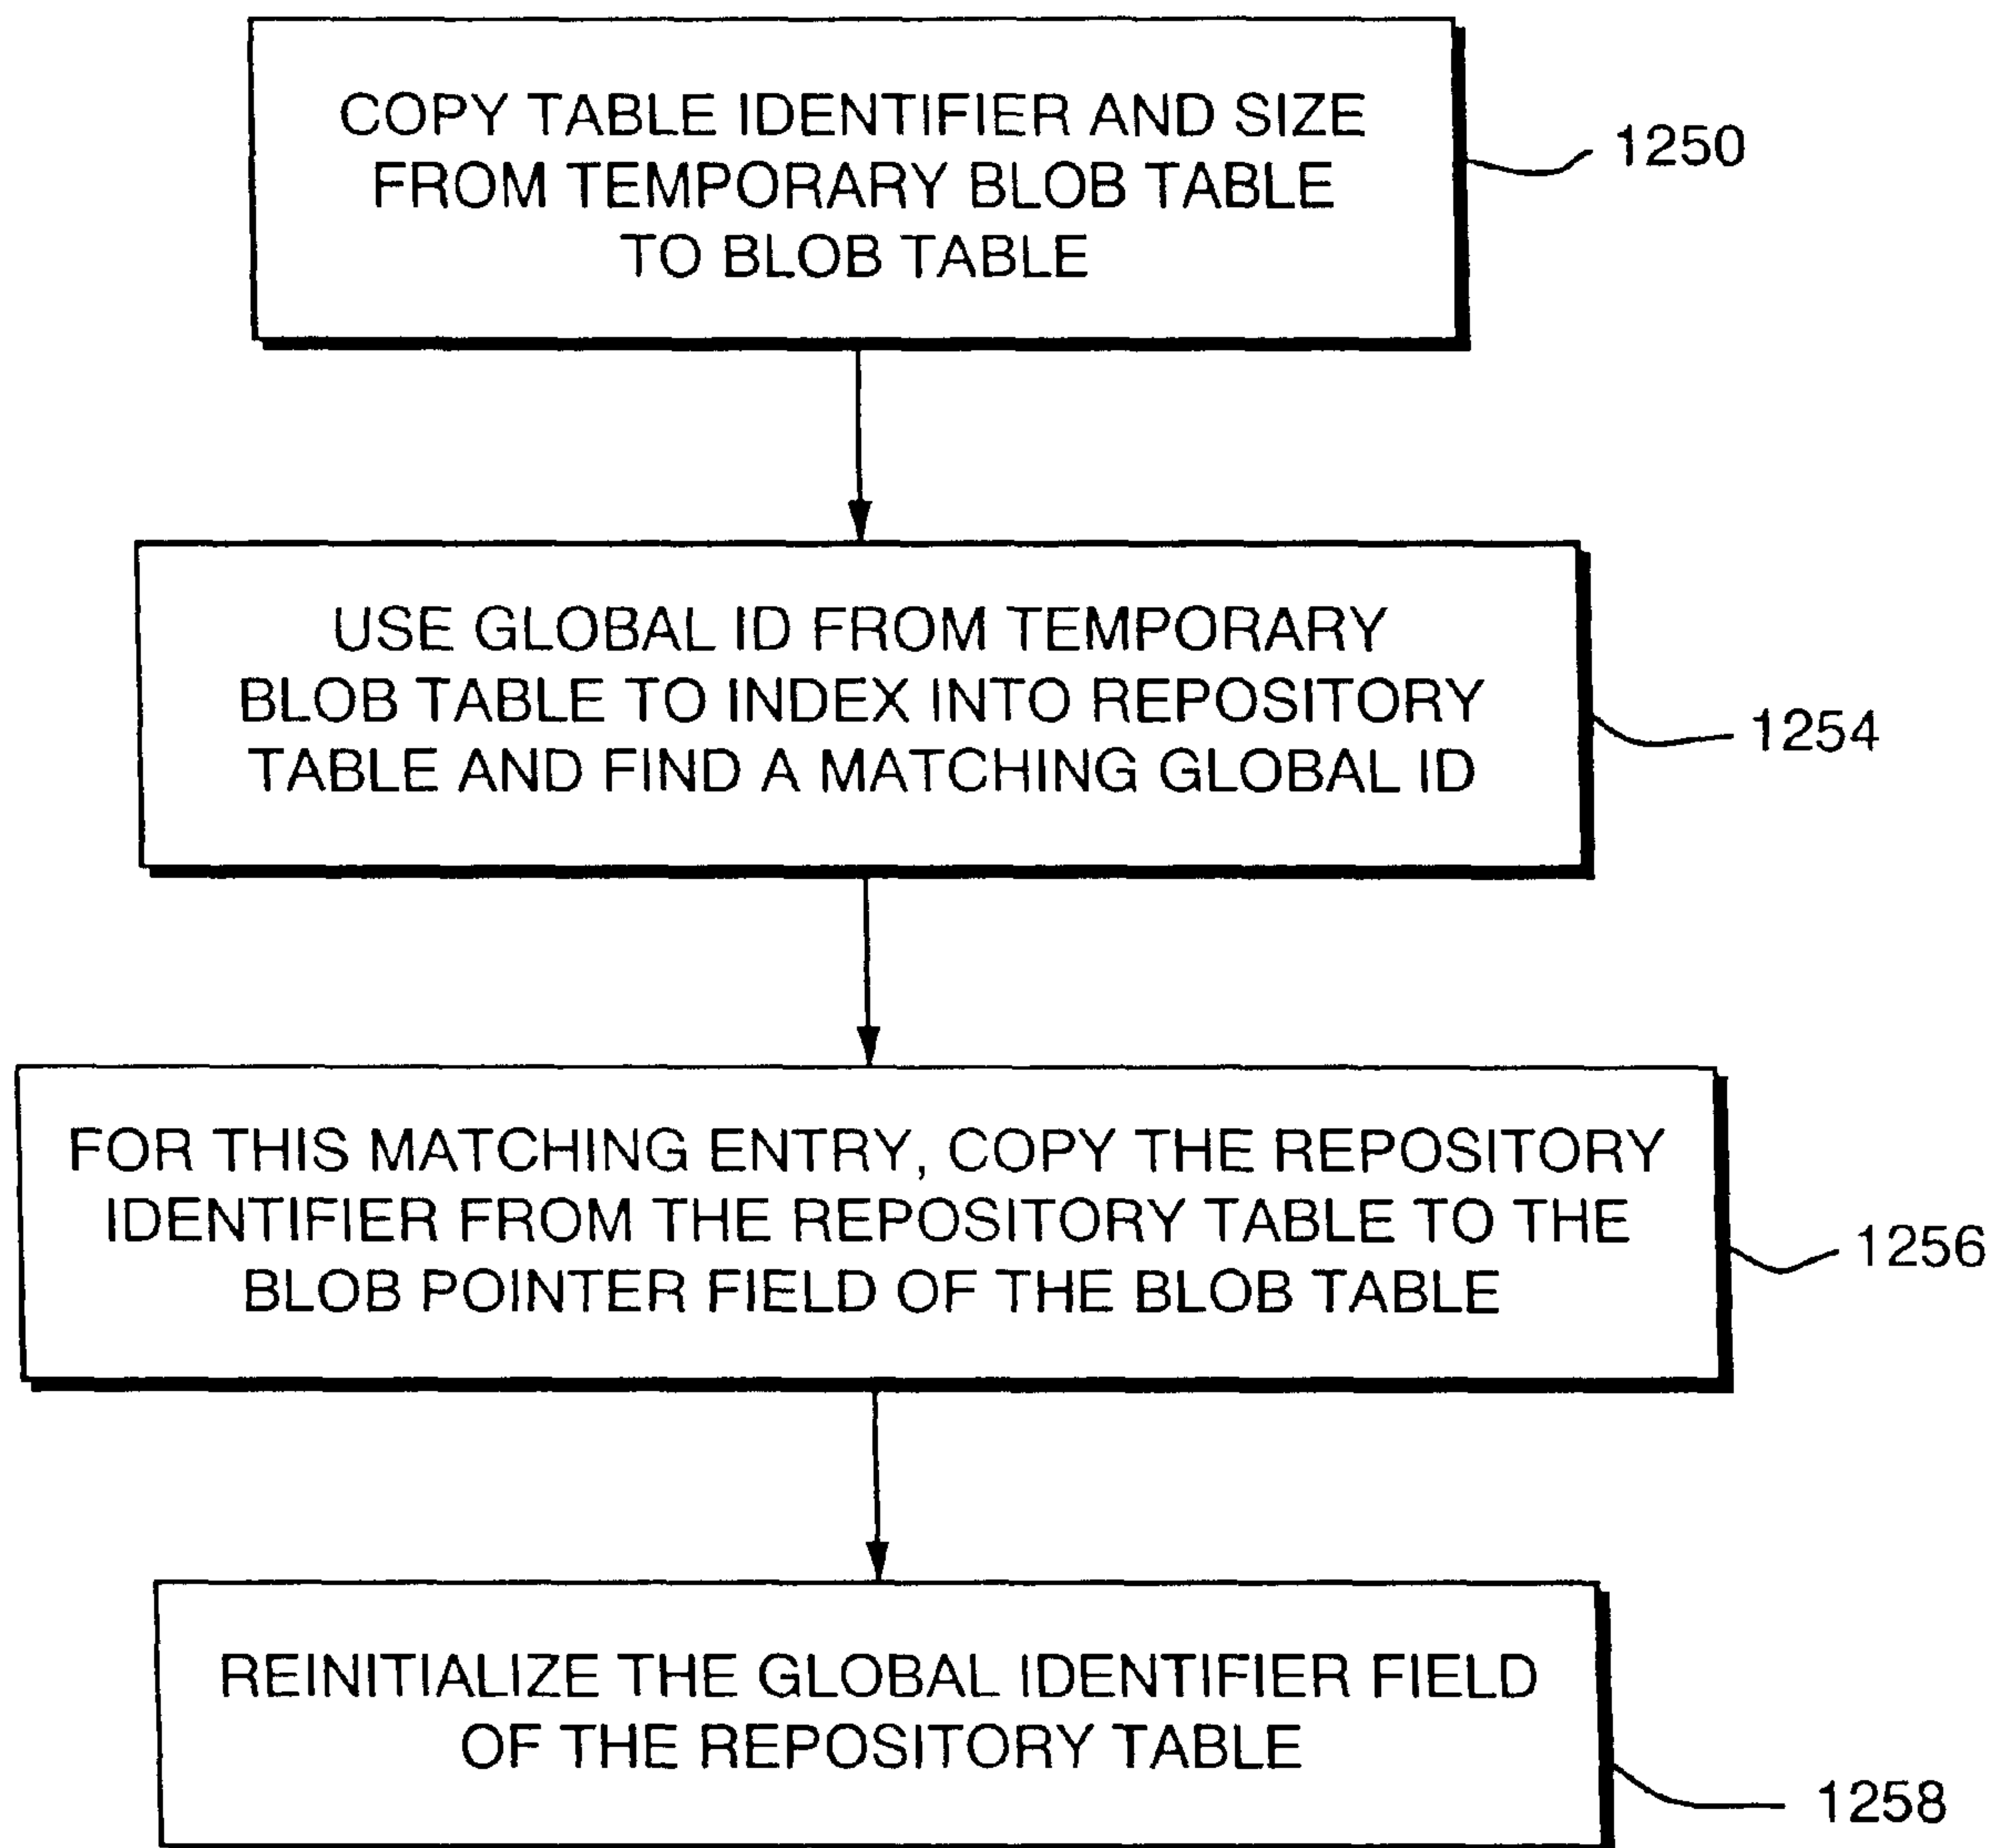 COPY TABLE IDENTIFIER AND SIZE
FROM TEMPORARY BLOB TABLE
TO BLOB TABLE
1250
USE GLOBAL ID FROM TEMPORARY
BLOB TABLE TO INDEX INTO REPOSITORY
TABLE AND FIND A MATCHING GLOBAL ID
1254
FOR THIS MATCHING ENTRY, COPY THE REPOSITORY
IDENTIFIER FROM THE REPOSITORY TABLE TO THE
BLOB POINTER FIELD OF THE BLOB TABLE
1256
REINITIALIZE THE GLOBAL IDENTIFIER FIELD
OF THE REPOSITORY TABLE
1258